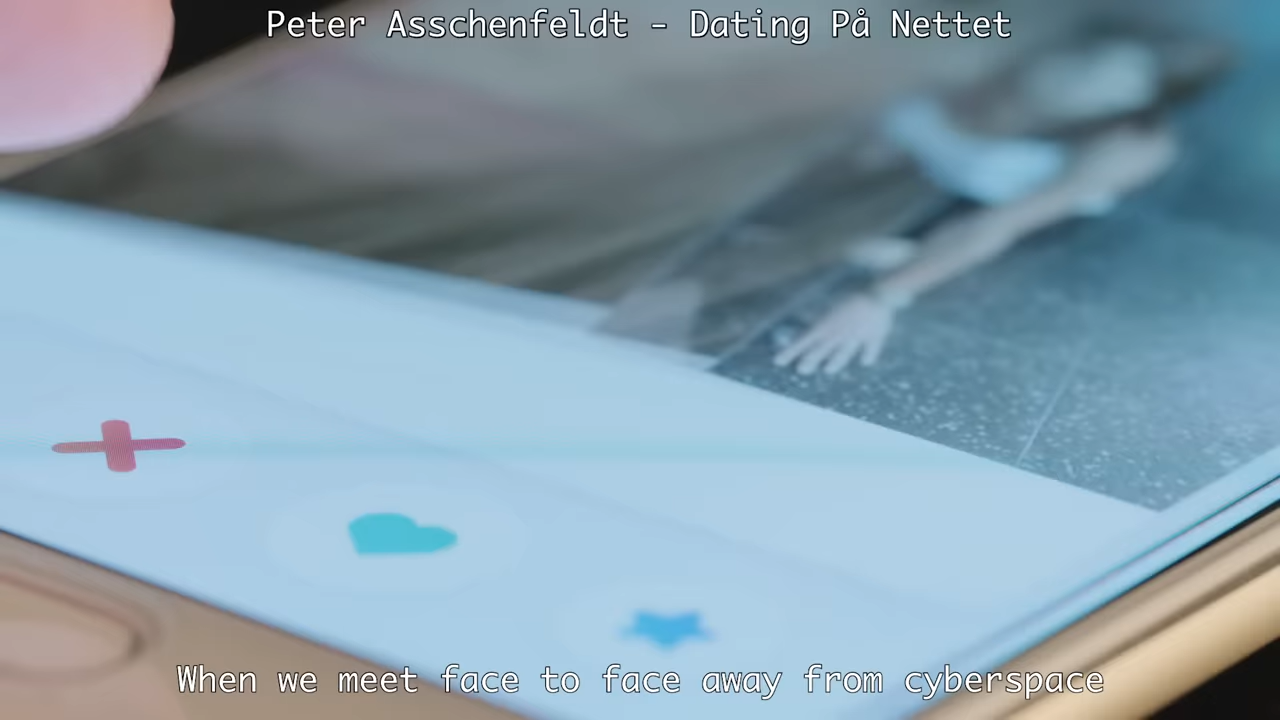 Peter Asschenfeldt - Dating På Nettet
When we meet face to face away from cyberspace